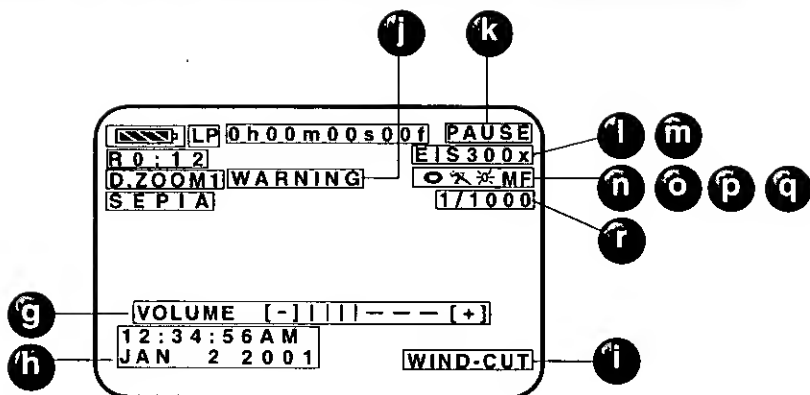 j k
LP 0h00m00s00f PAUSE
R0:12 EIS300x l m
D.ZOOM1 WARNING MF n o p q
SEPIA 1/1000 r
g VOLUME [-]||||---[+]
12:34:56AM
h JAN 2 2001 WIND-CUT i